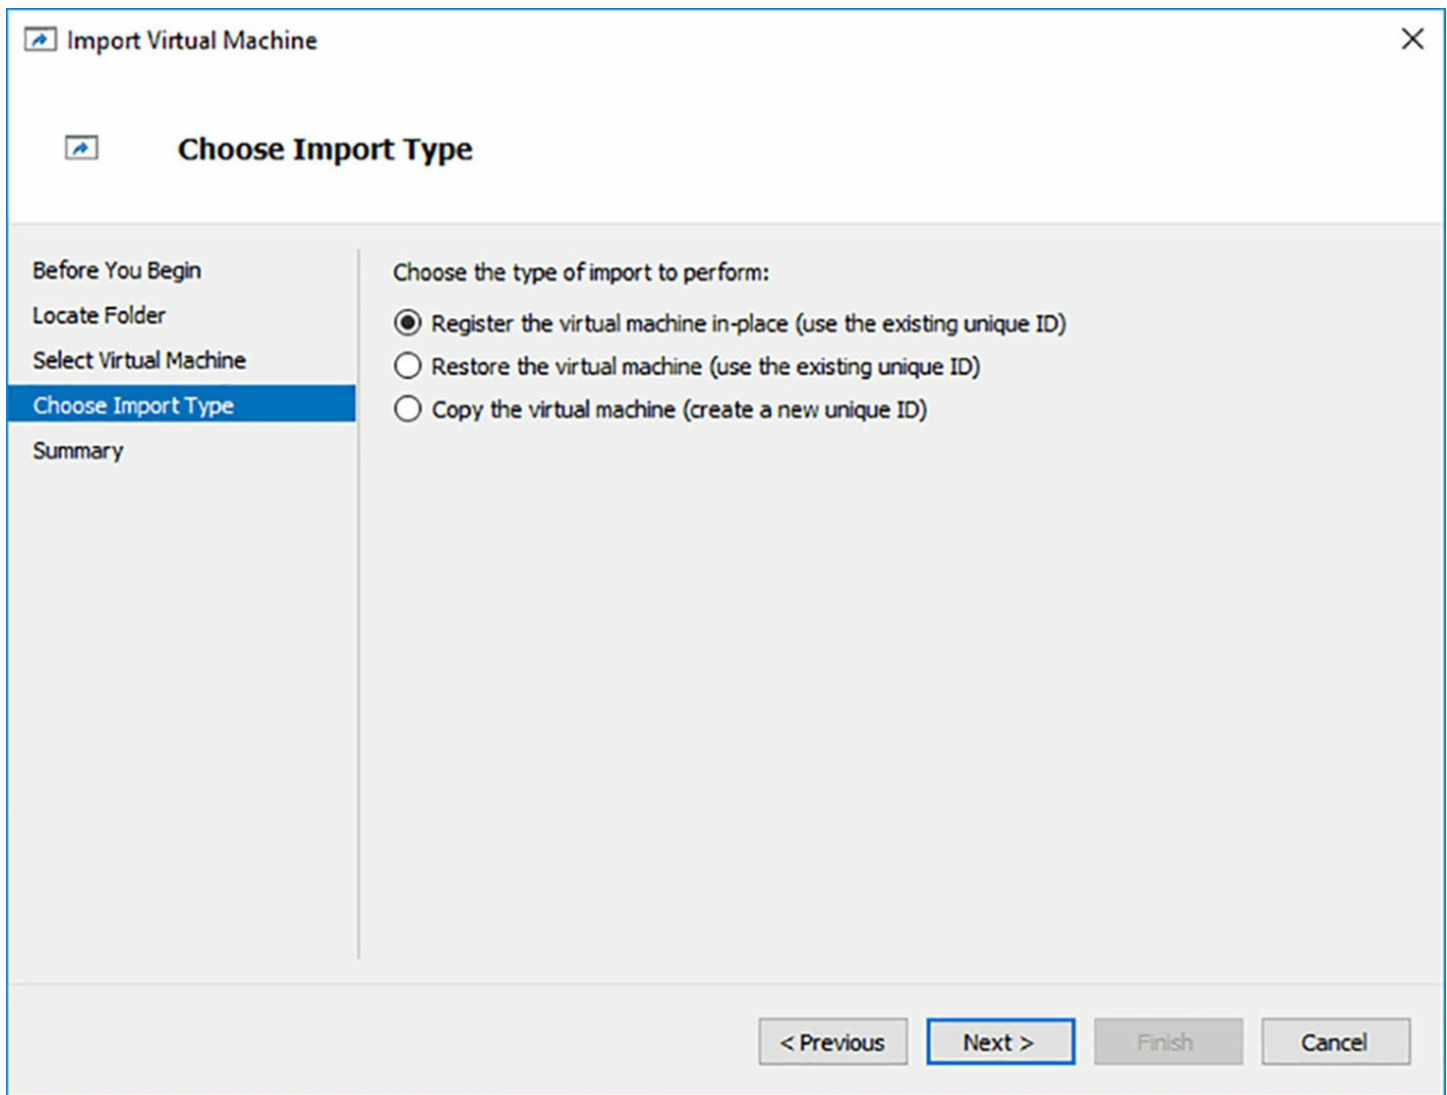 Import Virtual Machine
Choose Import Type
Before You Begin
Locate Folder
Select Virtual Machine
Choose Import Type
Summary
Choose the type of import to perform:
Register the virtual machine in-place (use the existing unique ID)
Restore the virtual machine (use the existing unique ID)
Copy the virtual machine (create a new unique ID)
< Previous
Next >
Finish
Cancel